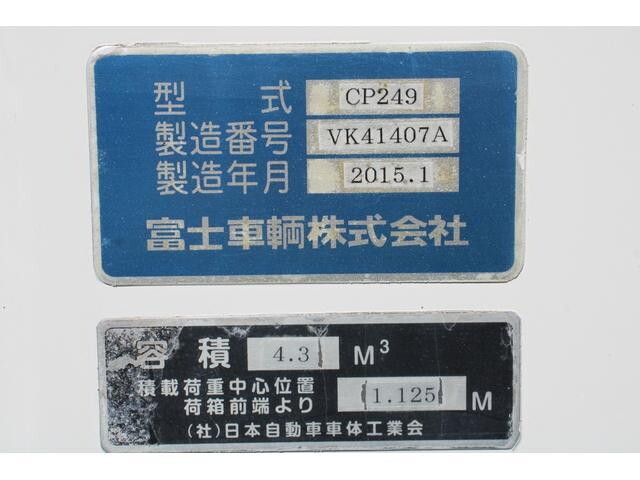 型 式 CP249
製造番号 VK41407A
製造年月 2015.1
富士車輌株式会社
容積 4.3 M³
積載荷重中心位置
荷箱前端より 1.125 M
(社)日本自動車車体工業会